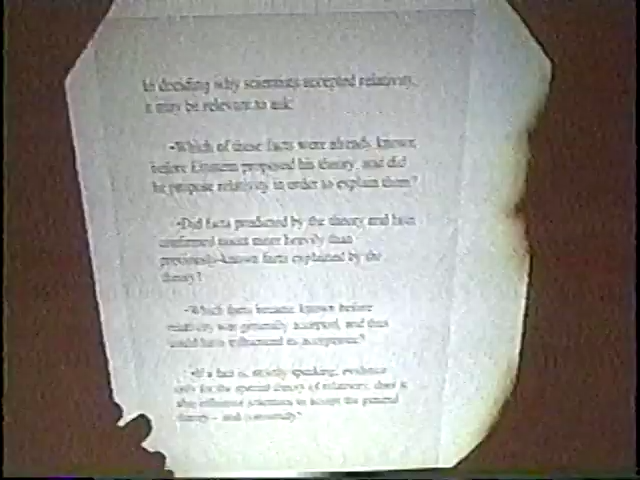 In deciding why scientists accepted relativity,
it may be relevant to ask:
•Which of these facts were already known
before Einstein proposed his theory, and did
he propose relativity in order to explain them?
•Did facts predicted by the theory and later
confirmed count more heavily than
previously-known facts explained by the
theory?
•Which facts became known before
relativity was generally accepted, and thus
could have influenced its acceptance?
•If a fact is, strictly speaking, evidence
only for the special theory of relativity, does it
also influence scientists to accept the general
theory – and conversely?